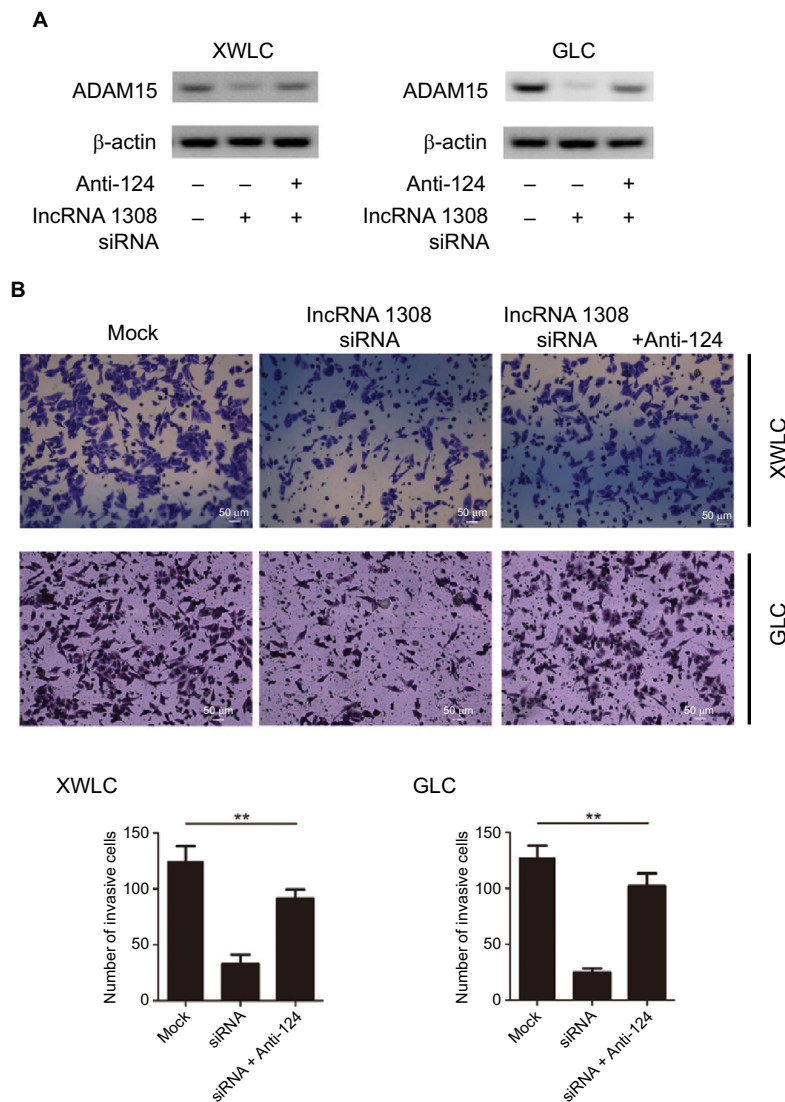 A
XWLC
GLC
ADAM15
ADAM15
β-actin
β-actin
Anti-124 – – +
Anti-124 – – +
lncRNA 1308 – + +
siRNA
lncRNA 1308 – + +
siRNA
B
Mock
lncRNA 1308
siRNA
lncRNA 1308
siRNA +Anti-124
50 μm
50 μm
50 μm
XWLC
50 μm
50 μm
50 μm
GLC
XWLC
GLC
**
Number of invasive cells
150
100
50
0
Mock
siRNA
siRNA + Anti-124
**
Number of invasive cells
150
100
50
0
Mock
siRNA
siRNA + Anti-124